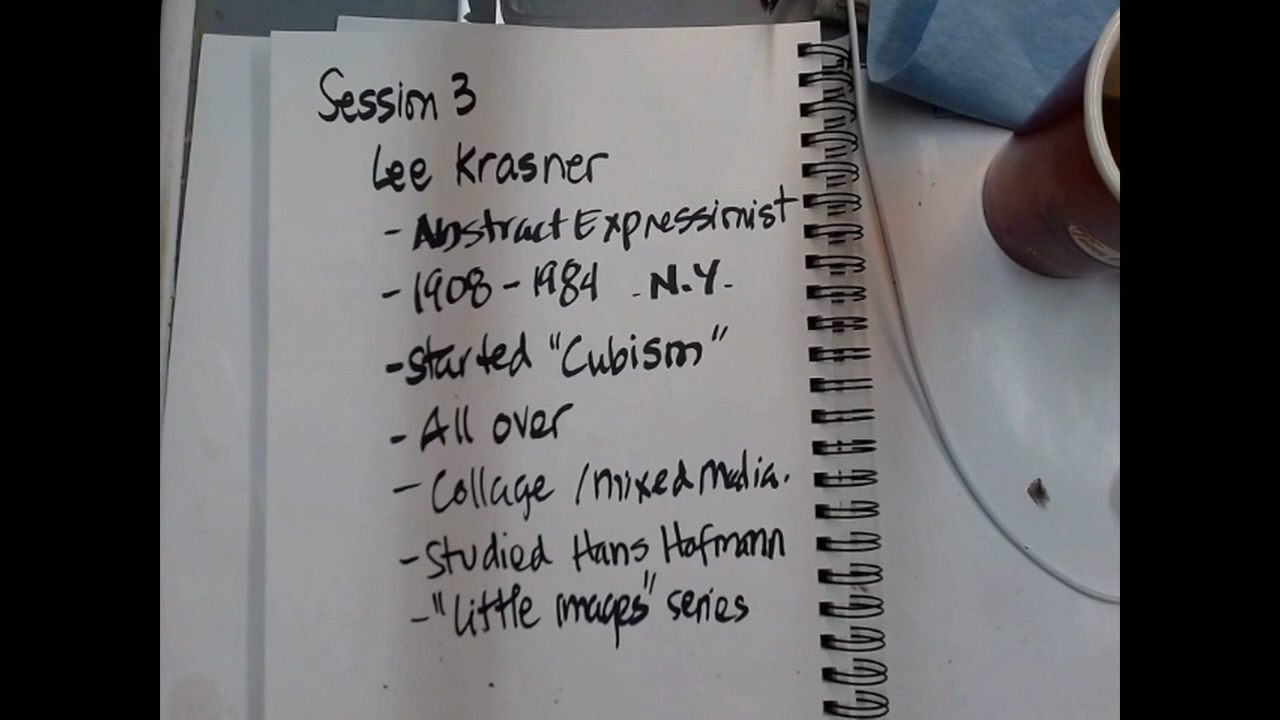 Session 3
Lee Krasner
- Abstract Expressionist
- 1908 - 1984 - N.Y.
- started "Cubism"
- All over
- Collage / mixed Media.
- Studied Hans Hofmann
- "Little Images" series